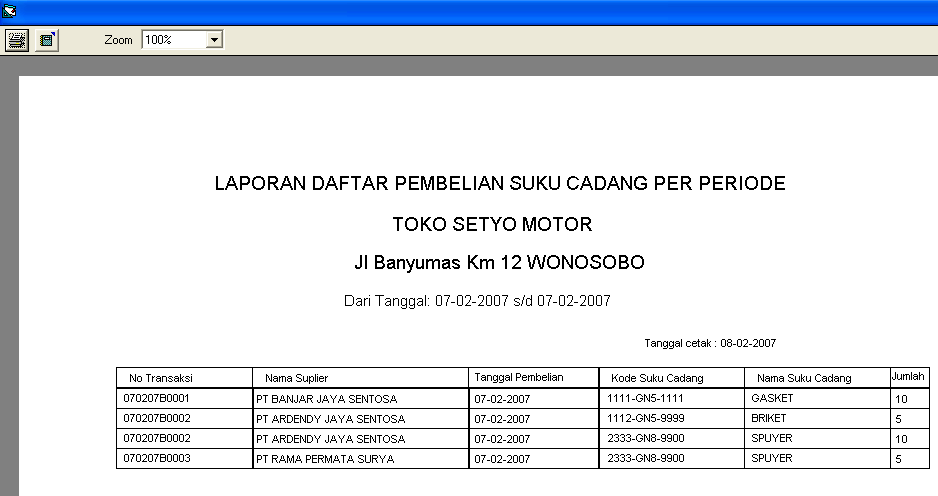 Zoom 100%
LAPORAN DAFTAR PEMBELIAN SUKU CADANG PER PERIODE
TOKO SETYO MOTOR
Jl Banyumas Km 12 WONOSOBO
Dari Tanggal: 07-02-2007 s/d 07-02-2007
Tanggal cetak : 08-02-2007
No Transaksi Nama Suplier Tanggal Pembelian Kode Suku Cadang Nama Suku Cadang Jumlah
070207B0001 PT BANJAR JAYA SENTOSA 07-02-2007 1111-GN5-1111 GASKET 10
070207B0002 PT ARDENDY JAYA SENTOSA 07-02-2007 1112-GN5-9999 BRIKET 5
070207B0002 PT ARDENDY JAYA SENTOSA 07-02-2007 2333-GN8-9900 SPUYER 10
070207B0003 PT RAMA PERMATA SURYA 07-02-2007 2333-GN8-9900 SPUYER 5